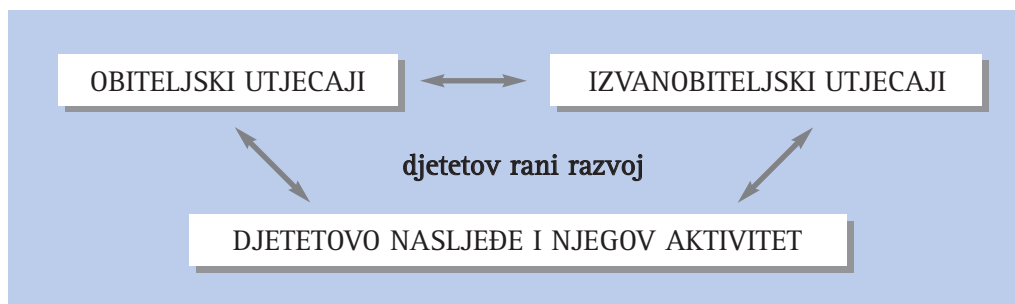 OBITELJSKI UTJECAJI
IZVANOBITELJSKI UTJECAJI
djetetov rani razvoj
DJETETOVO NASLJEĐE I NJEGOV AKTIVITET